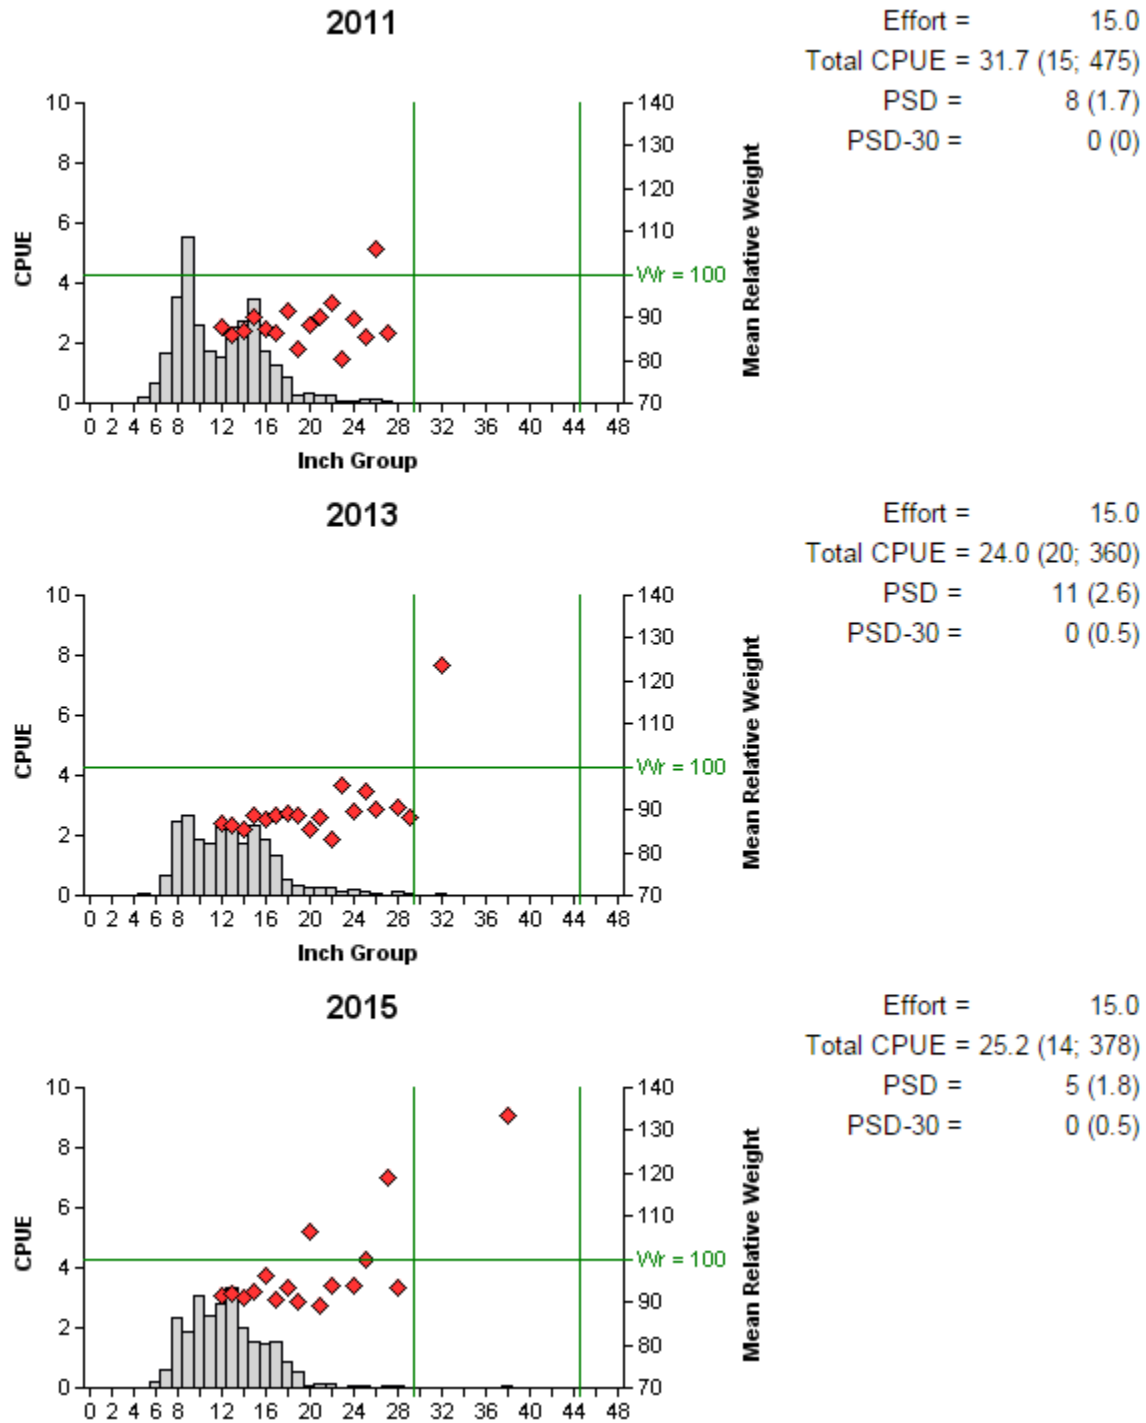 2011
Effort = 15.0
Total CPUE = 31.7 (15; 475)
PSD = 8 (1.7)
PSD-30 = 0 (0)
10
8
6
4
2
0
CPUE
140
130
120
110
Wr = 100
90
80
70
Mean Relative Weight
0 2 4 6 8 12 16 20 24 28 32 36 40 44 48
Inch Group
2013
Effort = 15.0
Total CPUE = 24.0 (20; 360)
PSD = 11 (2.6)
PSD-30 = 0 (0.5)
10
8
6
4
2
0
CPUE
140
130
120
110
Wr = 100
90
80
70
Mean Relative Weight
0 2 4 6 8 12 16 20 24 28 32 36 40 44 48
Inch Group
2015
Effort = 15.0
Total CPUE = 25.2 (14; 378)
PSD = 5 (1.8)
PSD-30 = 0 (0.5)
10
8
6
4
2
0
CPUE
140
130
120
110
Wr = 100
90
80
70
Mean Relative Weight
0 2 4 6 8 12 16 20 24 28 32 36 40 44 48